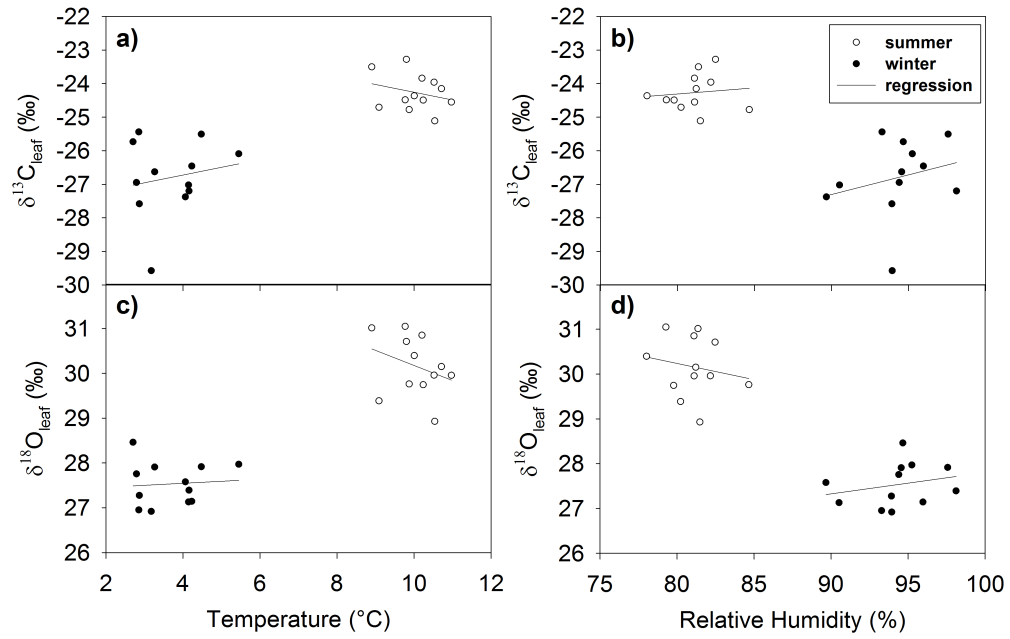 a)
-22
-23
-24
-25
-26
-27
-28
-29
-30
δ13Cleaf (‰)
b)
summer
winter
regression
-22
-23
-24
-25
-26
-27
-28
-29
-30
δ13Cleaf (‰)
c)
31
30
29
28
27
26
δ18Oleaf (‰)
2 4 6 8 10 12
Temperature (°C)
d)
31
30
29
28
27
26
δ18Oleaf (‰)
75 80 85 90 95 100
Relative Humidity (%)